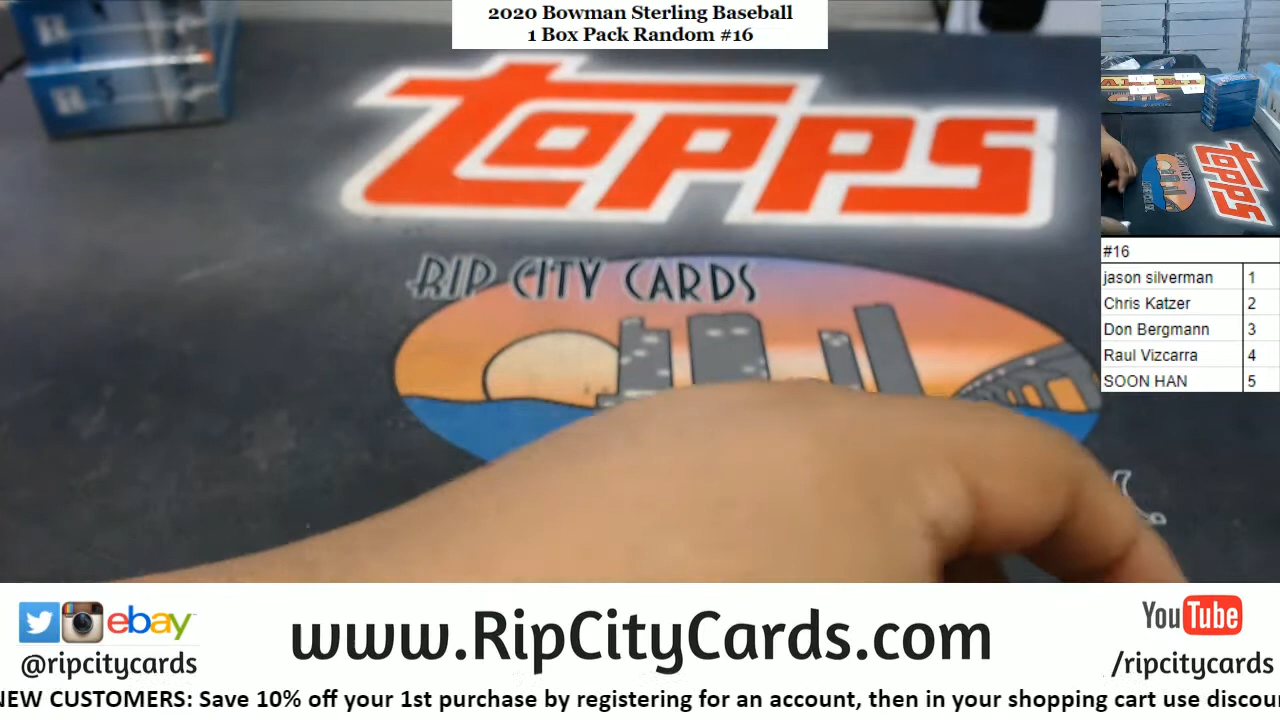 2020 Bowman Sterling Baseball
1 Box Pack Random #16
topps
RIP CITY CARDS
5
topps
#16
jason silverman 1
Chris Katzer 2
Don Bergmann 3
Raul Vizcarra 4
SOON HAN 5
ebay
@ripcitycards
www.RipCityCards.com
YouTube
/ripcitycards
NEW CUSTOMERS: Save 10% off your 1st purchase by registering for an account, then in your shopping cart use